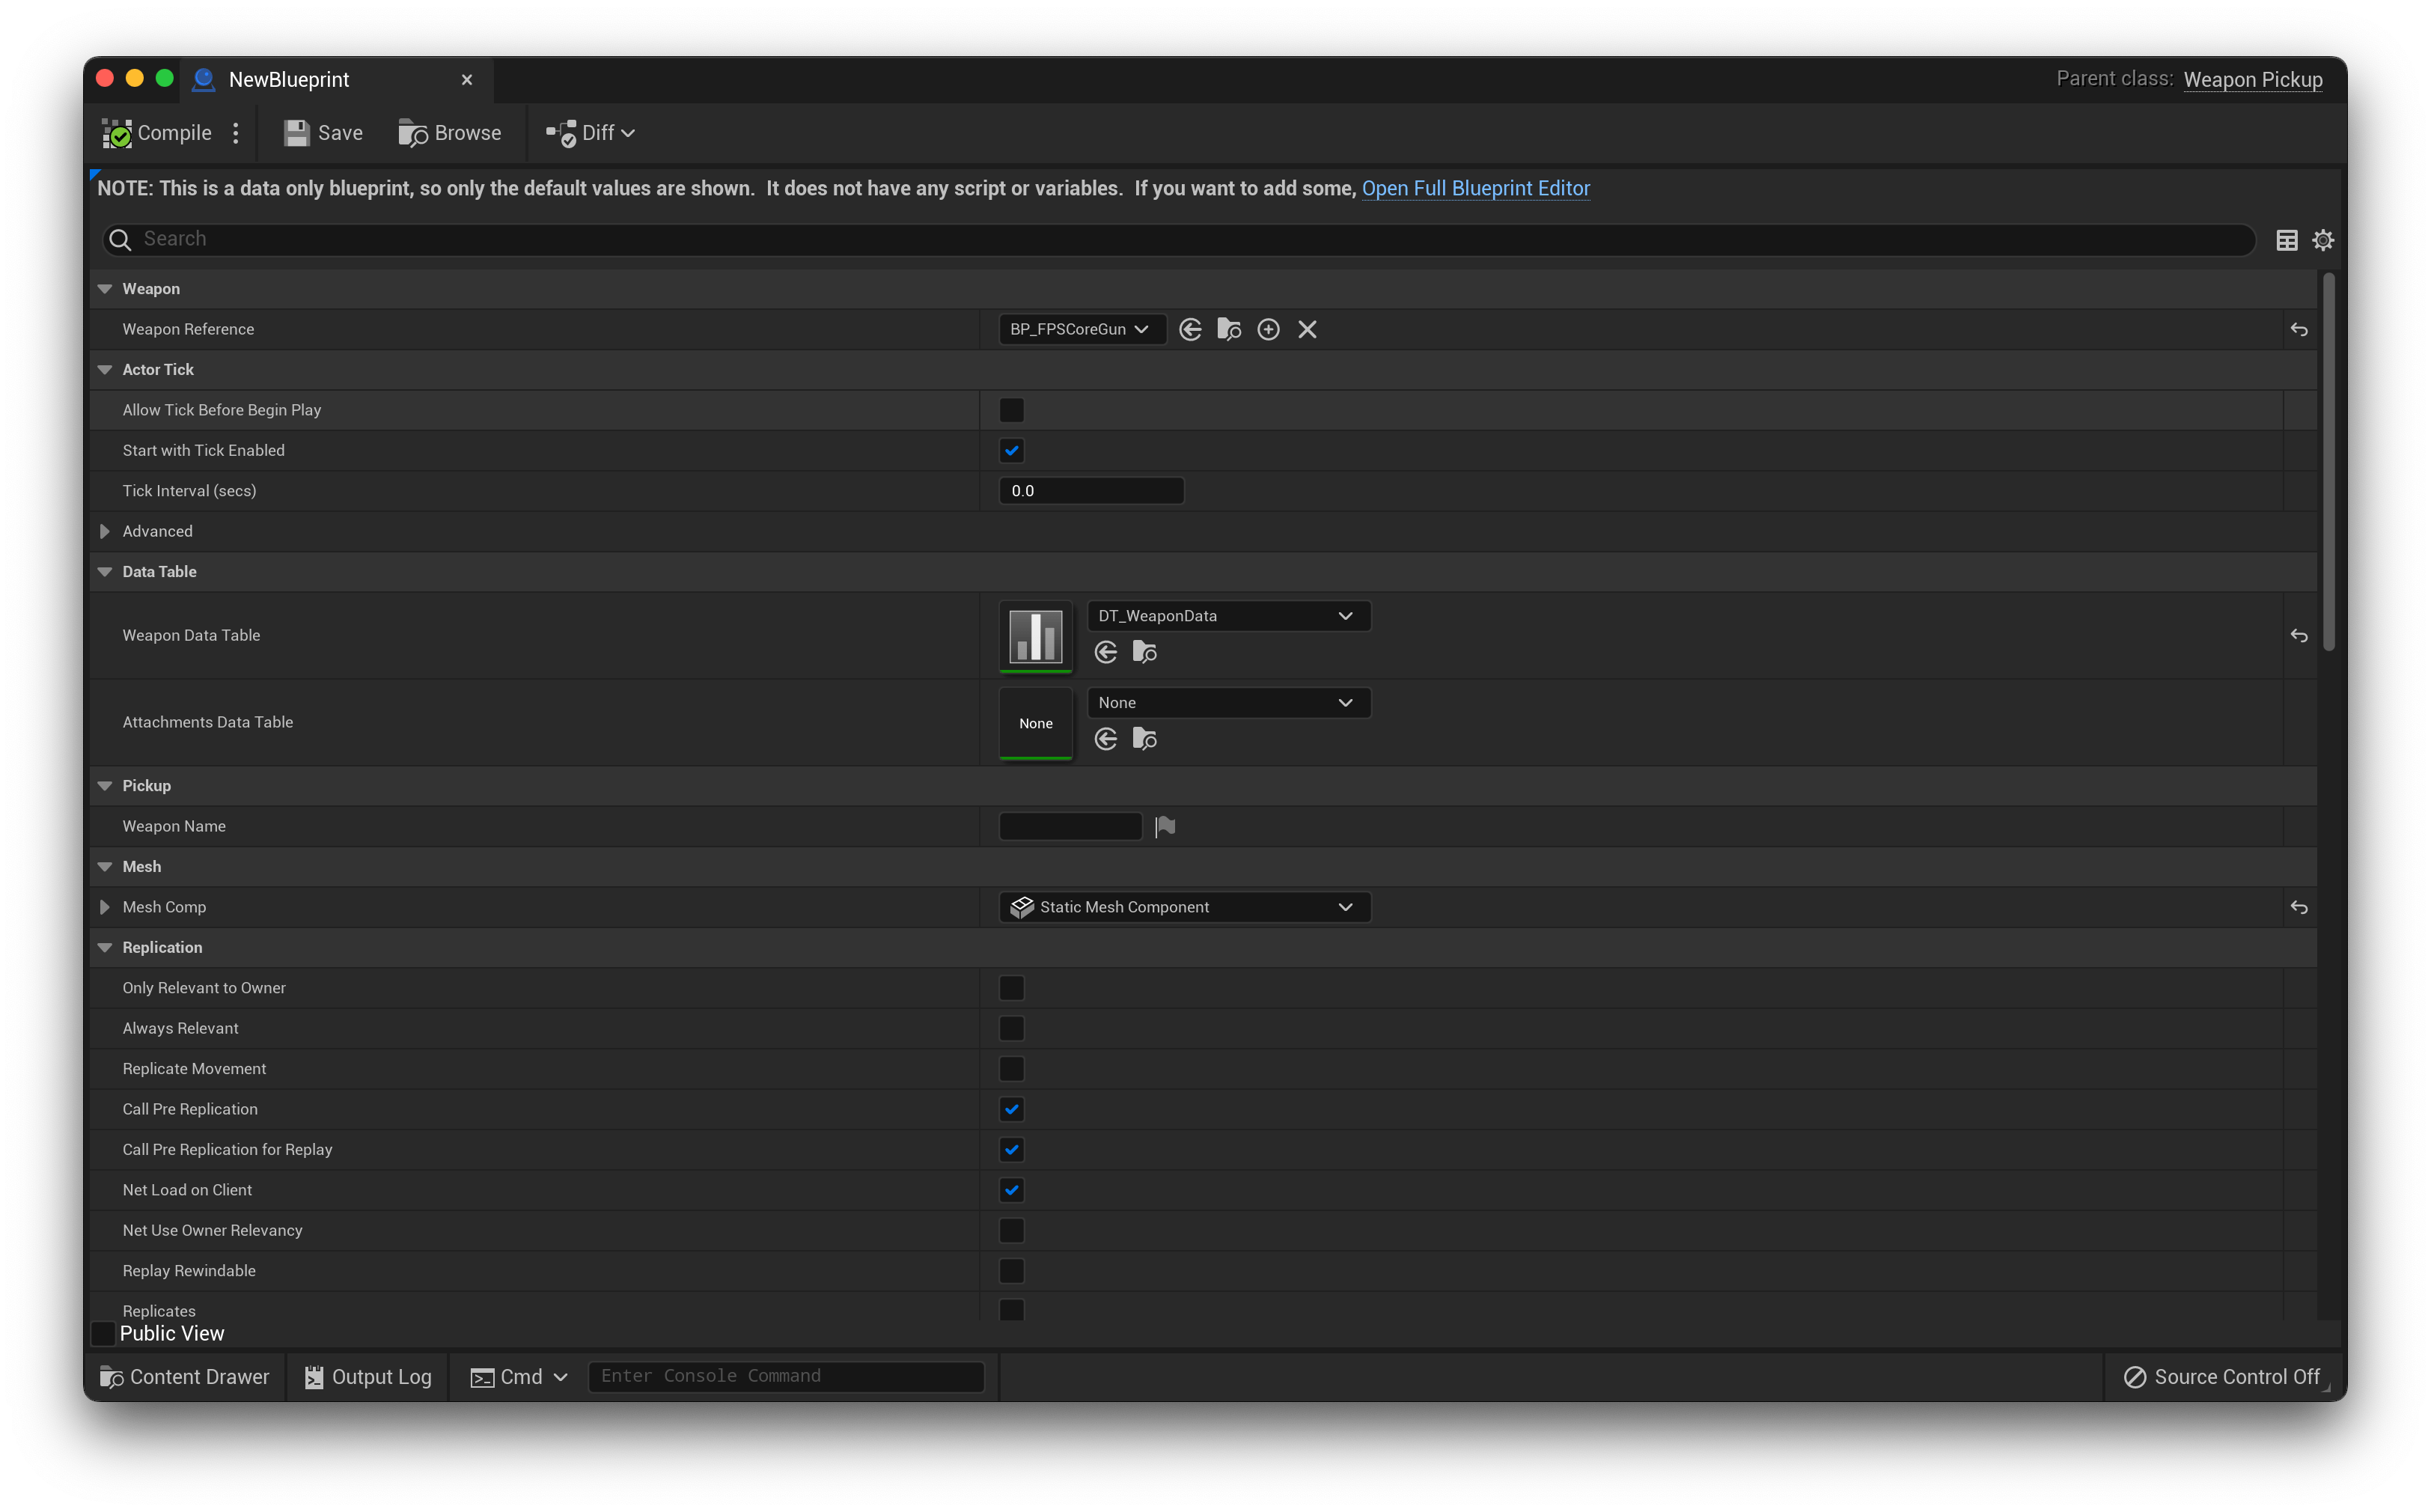 NewBlueprint
Parent class: Weapon Pickup
Compile Save Browse Diff
NOTE: This is a data only blueprint, so only the default values are shown.  It does not have any script or variables.  If you want to add some, Open Full Blueprint Editor
Search
Weapon
Weapon Reference BP_FPSCoreGun
Actor Tick
Allow Tick Before Begin Play
Start with Tick Enabled
Tick Interval (secs) 0.0
Advanced
Data Table
Weapon Data Table DT_WeaponData
Attachments Data Table None None
Pickup
Weapon Name
Mesh
Mesh Comp Static Mesh Component
Replication
Only Relevant to Owner
Always Relevant
Replicate Movement
Call Pre Replication
Call Pre Replication for Replay
Net Load on Client
Net Use Owner Relevancy
Replay Rewindable
Replicates
Public View
Content Drawer Output Log Cmd Enter Console Command Source Control Off